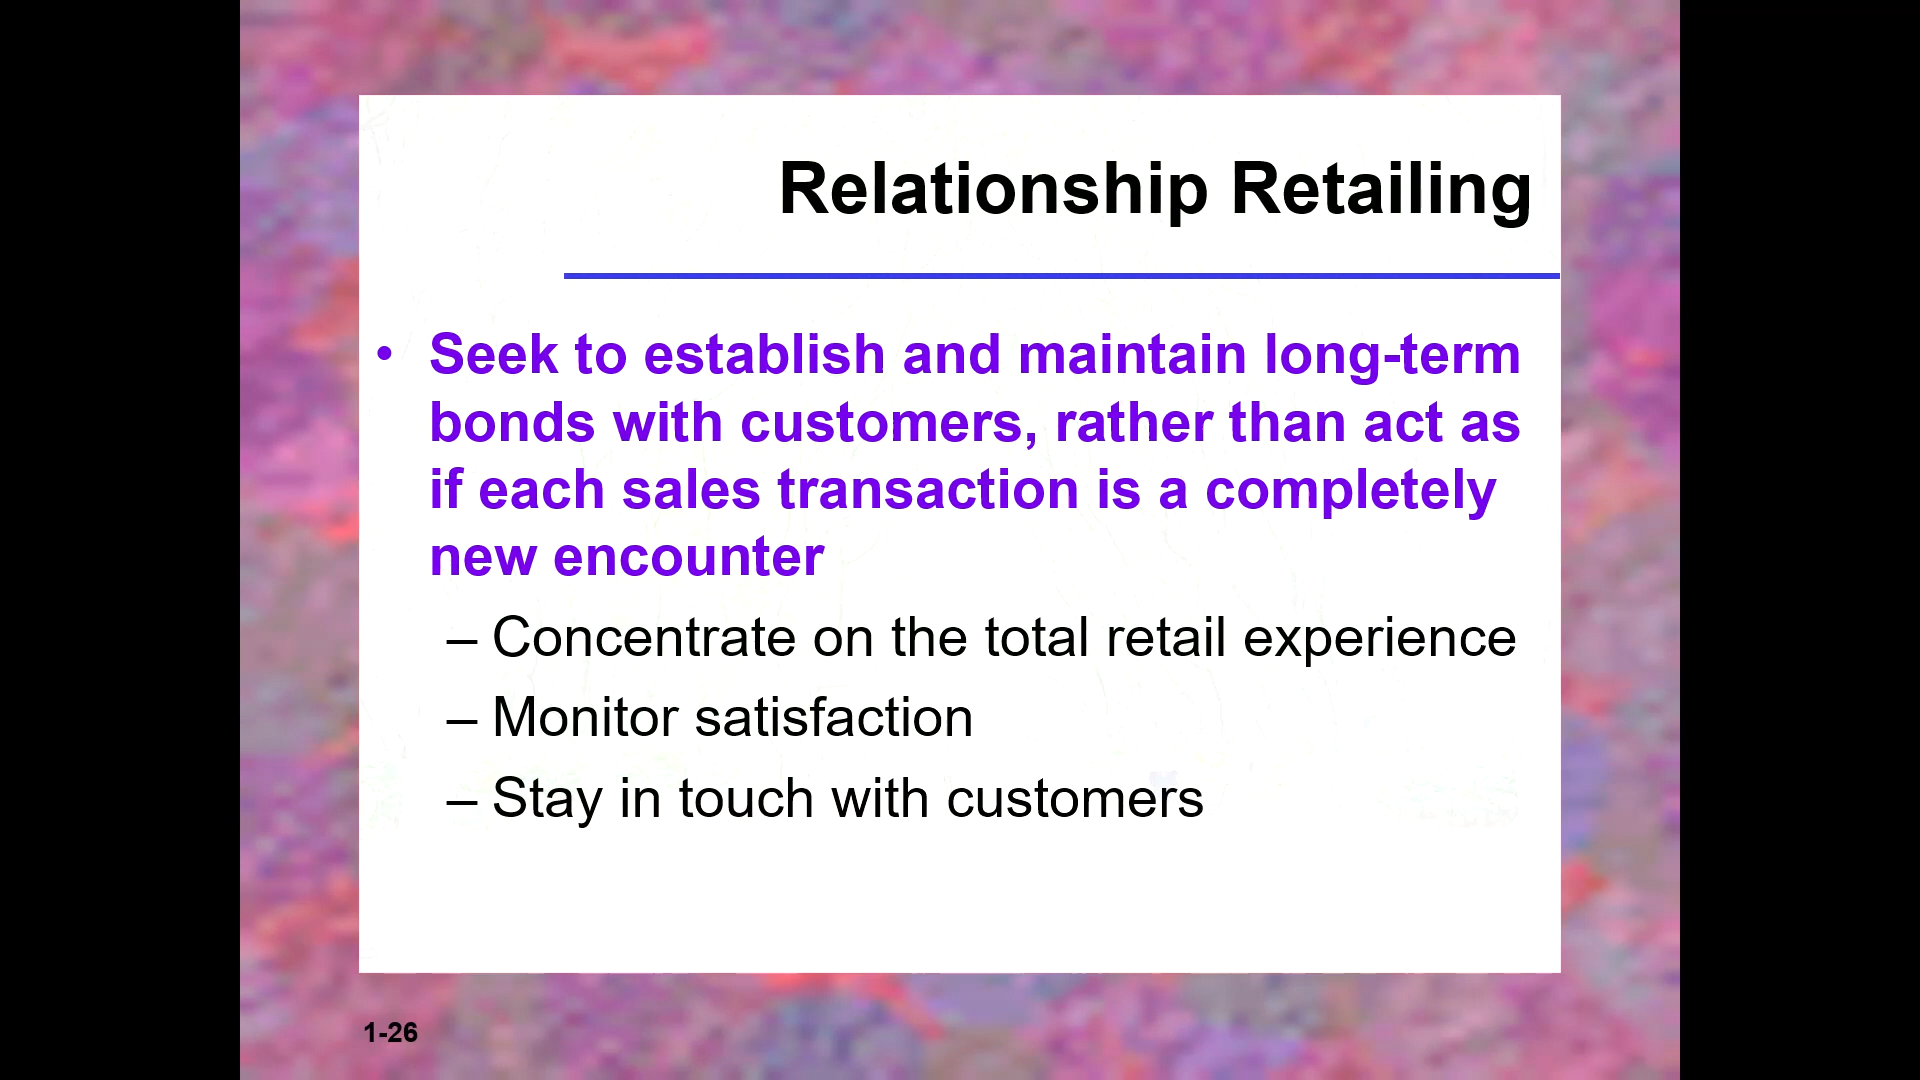 Relationship Retailing
• Seek to establish and maintain long-term
bonds with customers, rather than act as
if each sales transaction is a completely
new encounter
– Concentrate on the total retail experience
– Monitor satisfaction
– Stay in touch with customers
1-26